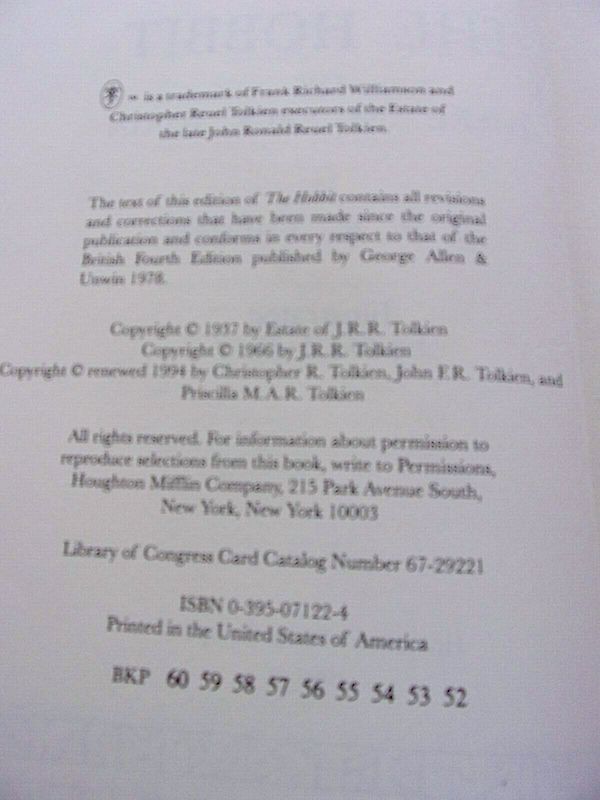 is a trademark of Frank Richard Williamson and
Christopher Reuel Tolkien executors of the Estate of
the late John Ronald Reuel Tolkien.
The text of this edition of The Hobbit contains all revisions
and corrections that have been made since the original
publication and conforms in every respect to that of the
British Fourth Edition published by George Allen &
Unwin 1978.
Copyright © 1937 by Estate of J.R.R. Tolkien
Copyright © 1966 by J.R.R. Tolkien
Copyright © renewed 1994 by Christopher R. Tolkien, John F.R. Tolkien, and
Priscilla M.A.R. Tolkien
All rights reserved. For information about permission to
reproduce selections from this book, write to Permissions,
Houghton Mifflin Company, 215 Park Avenue South,
New York, New York 10003
Library of Congress Card Catalog Number 67-29221
ISBN 0-395-07122-4
Printed in the United States of America
BKP 60 59 58 57 56 55 54 53 52